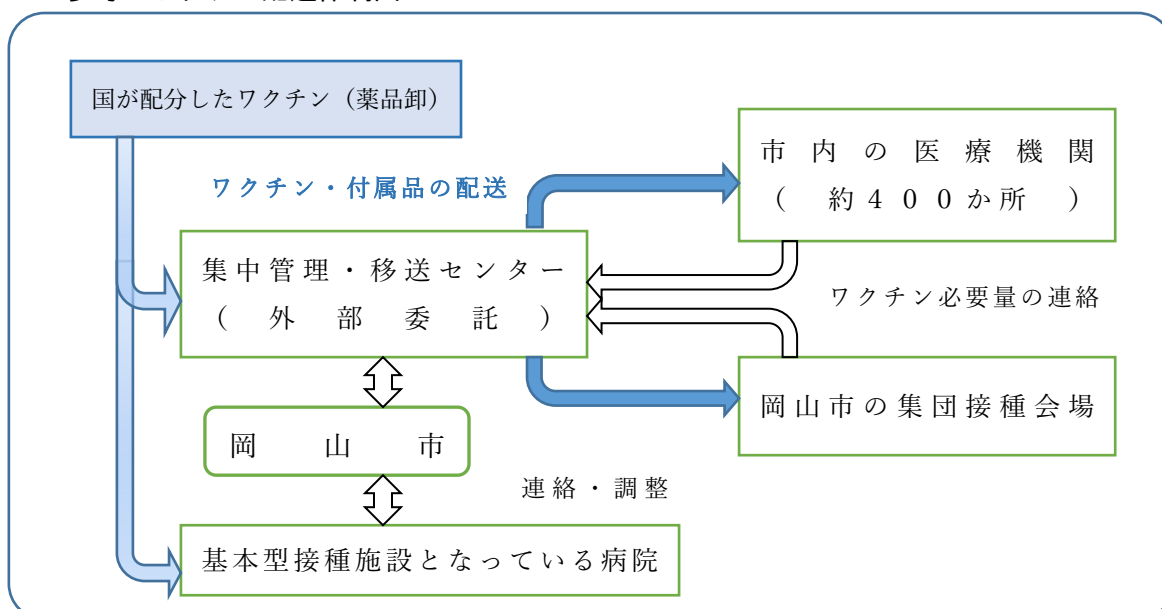 国が配分したワクチン（薬品卸）
市内の医療機関
（約４００か所）
ワクチン・付属品の配送
集中管理・移送センター
（外部委託）
ワクチン必要量の連絡
岡山市の集団接種会場
岡山市
連絡・調整
基本型接種施設となっている病院